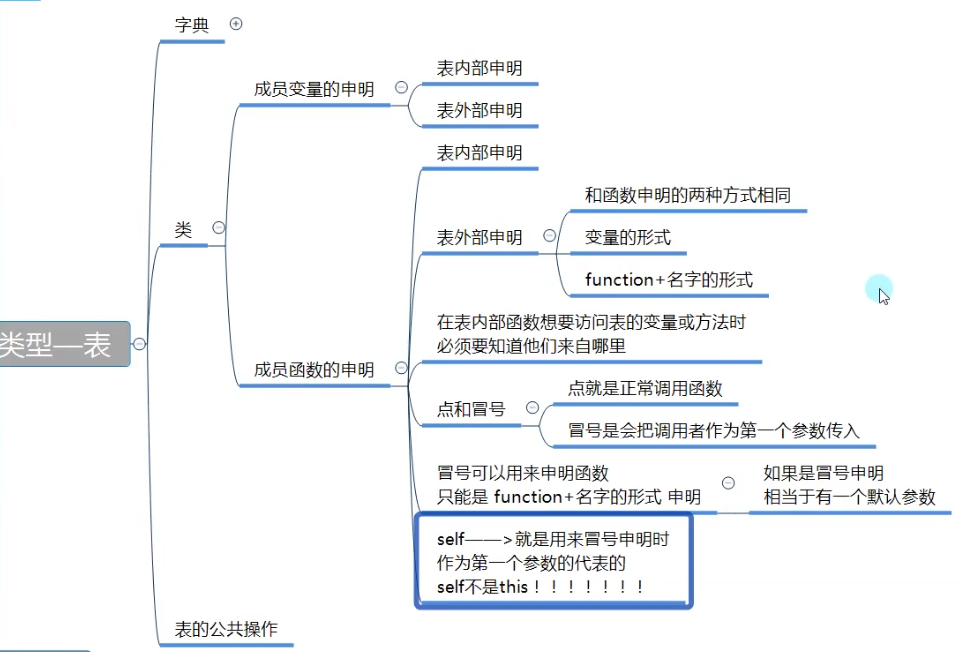 字典
成员变量的申明
表内部申明
表外部申明
类
表内部申明
表外部申明
和函数申明的两种方式相同
变量的形式
function+名字的形式
类型—表
成员函数的申明
在表内部函数想要访问表的变量或方法时
必须要知道他们来自哪里
点和冒号
点就是正常调用函数
冒号是会把调用者作为第一个参数传入
冒号可以用来申明函数
只能是 function+名字的形式 申明
如果是冒号申明
相当于有一个默认参数
self——>就是用来冒号申明时
作为第一个参数的代表的
self不是this！！！！！！！
表的公共操作